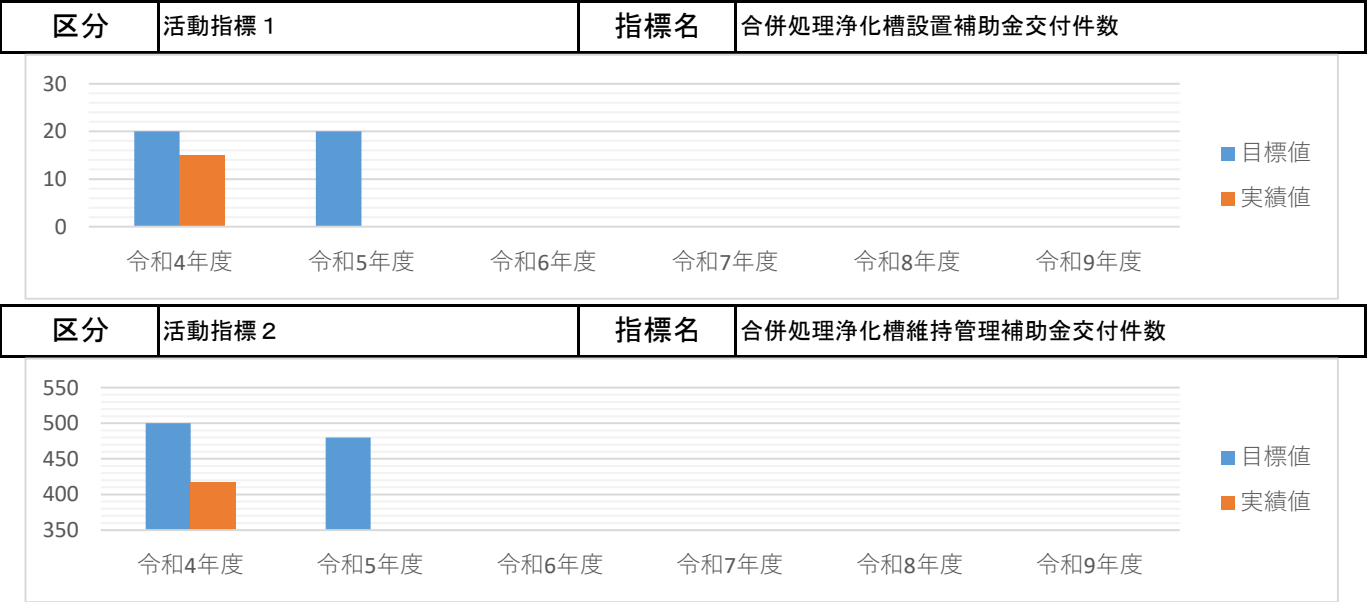 区分 活動指標１ 指標名 合併処理浄化槽設置補助金交付件数
30
20
10
0
目標値
実績値
令和4年度 令和5年度 令和6年度 令和7年度 令和8年度 令和9年度
区分 活動指標２ 指標名 合併処理浄化槽維持管理補助金交付件数
550
500
450
400
350
目標値
実績値
令和4年度 令和5年度 令和6年度 令和7年度 令和8年度 令和9年度